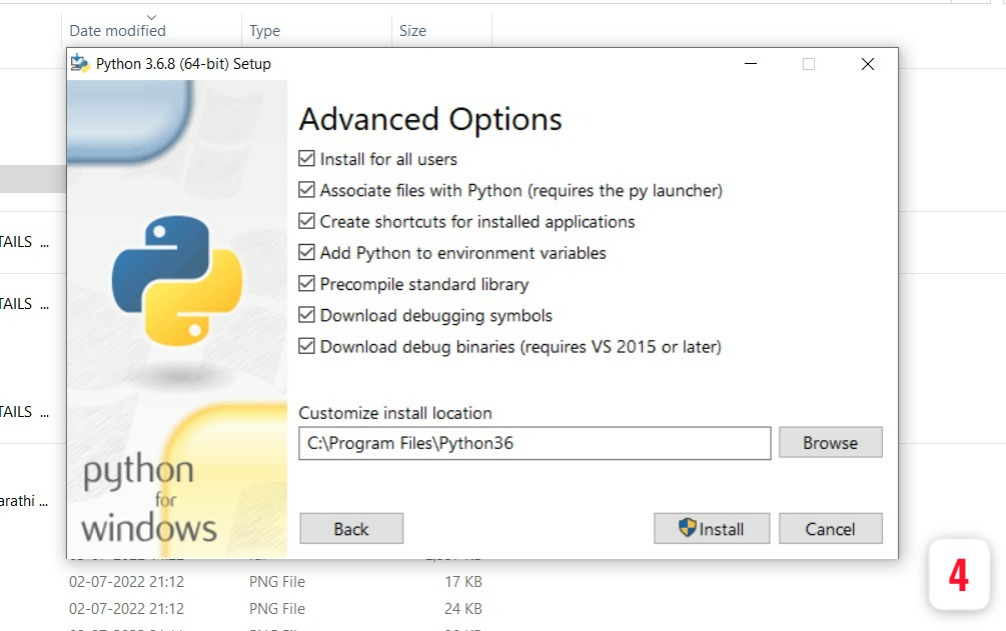 Date modified Type Size
Python 3.6.8 (64-bit) Setup
Advanced Options
Install for all users
Associate files with Python (requires the py launcher)
Create shortcuts for installed applications
TAILS ...
Add Python to environment variables
Precompile standard library
TAILS ...
Download debugging symbols
Download debug binaries (requires VS 2015 or later)
TAILS ...
Customize install location
C:\Program Files\Python36 Browse
python
for
windows
arathi ...
Back Install Cancel
4
02-07-2022 21:12 PNG File 17 KB
02-07-2022 21:12 PNG File 24 KB